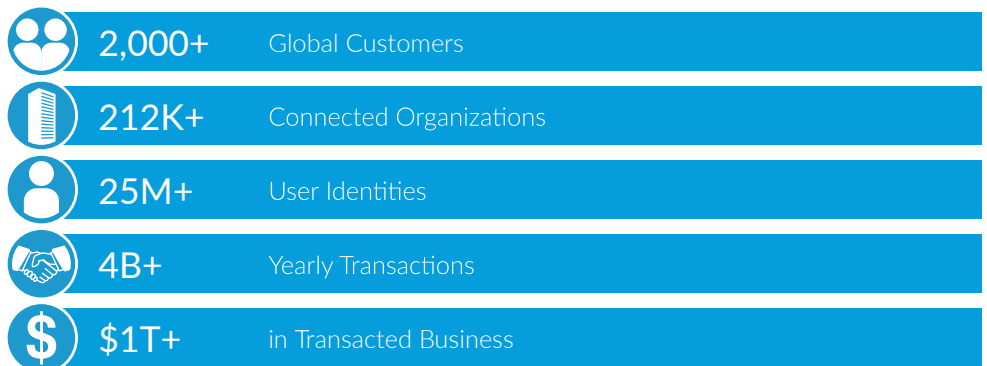 2,000+ Global Customers
212K+ Connected Organizations
25M+ User Identities
4B+ Yearly Transactions
$1T+ in Transacted Business